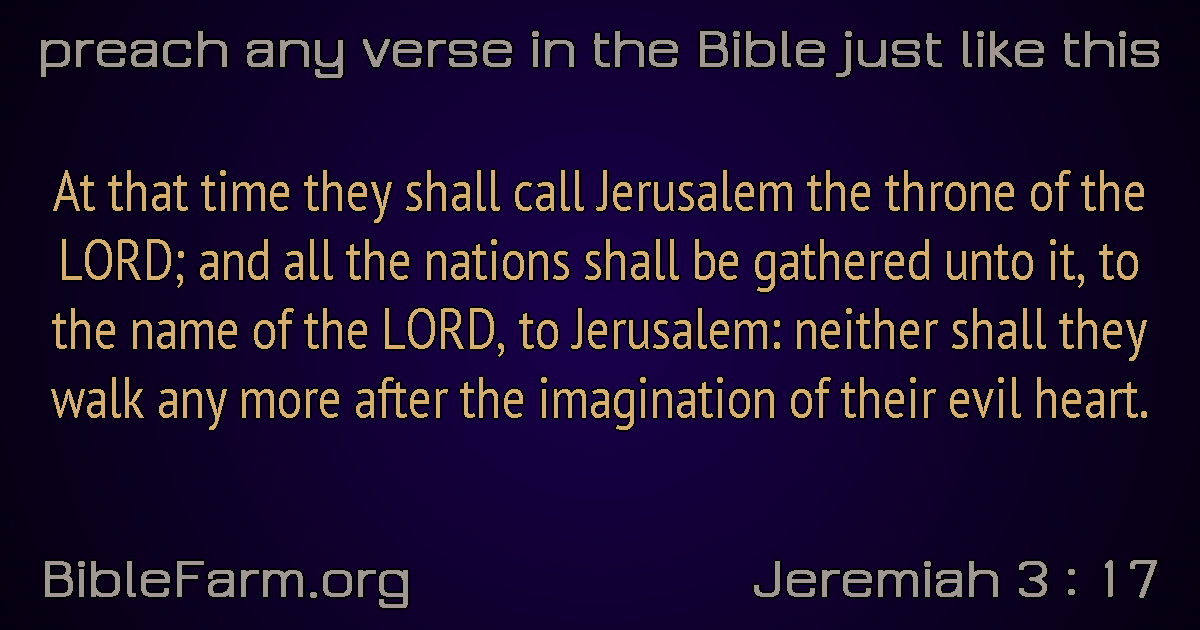 preach any verse in the Bible just like this
At that time they shall call Jerusalem the throne of the
LORD; and all the nations shall be gathered unto it, to
the name of the LORD, to Jerusalem: neither shall they
walk any more after the imagination of their evil heart.
BibleFarm.org
Jeremiah 3 : 17